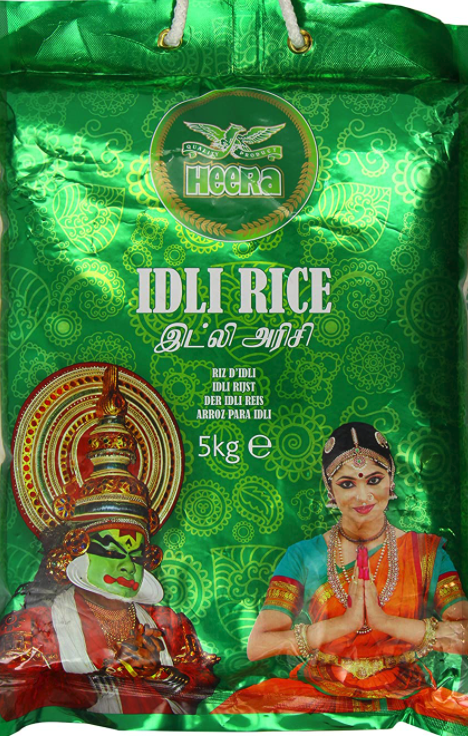 QUALITY PRODUCT
HEERA
IDLI RICE
இட்லி அரிசி
RIZ D'IDLI
IDLI RIJST
DER IDLI REIS
ARROZ PARA IDLI
5kg ℮